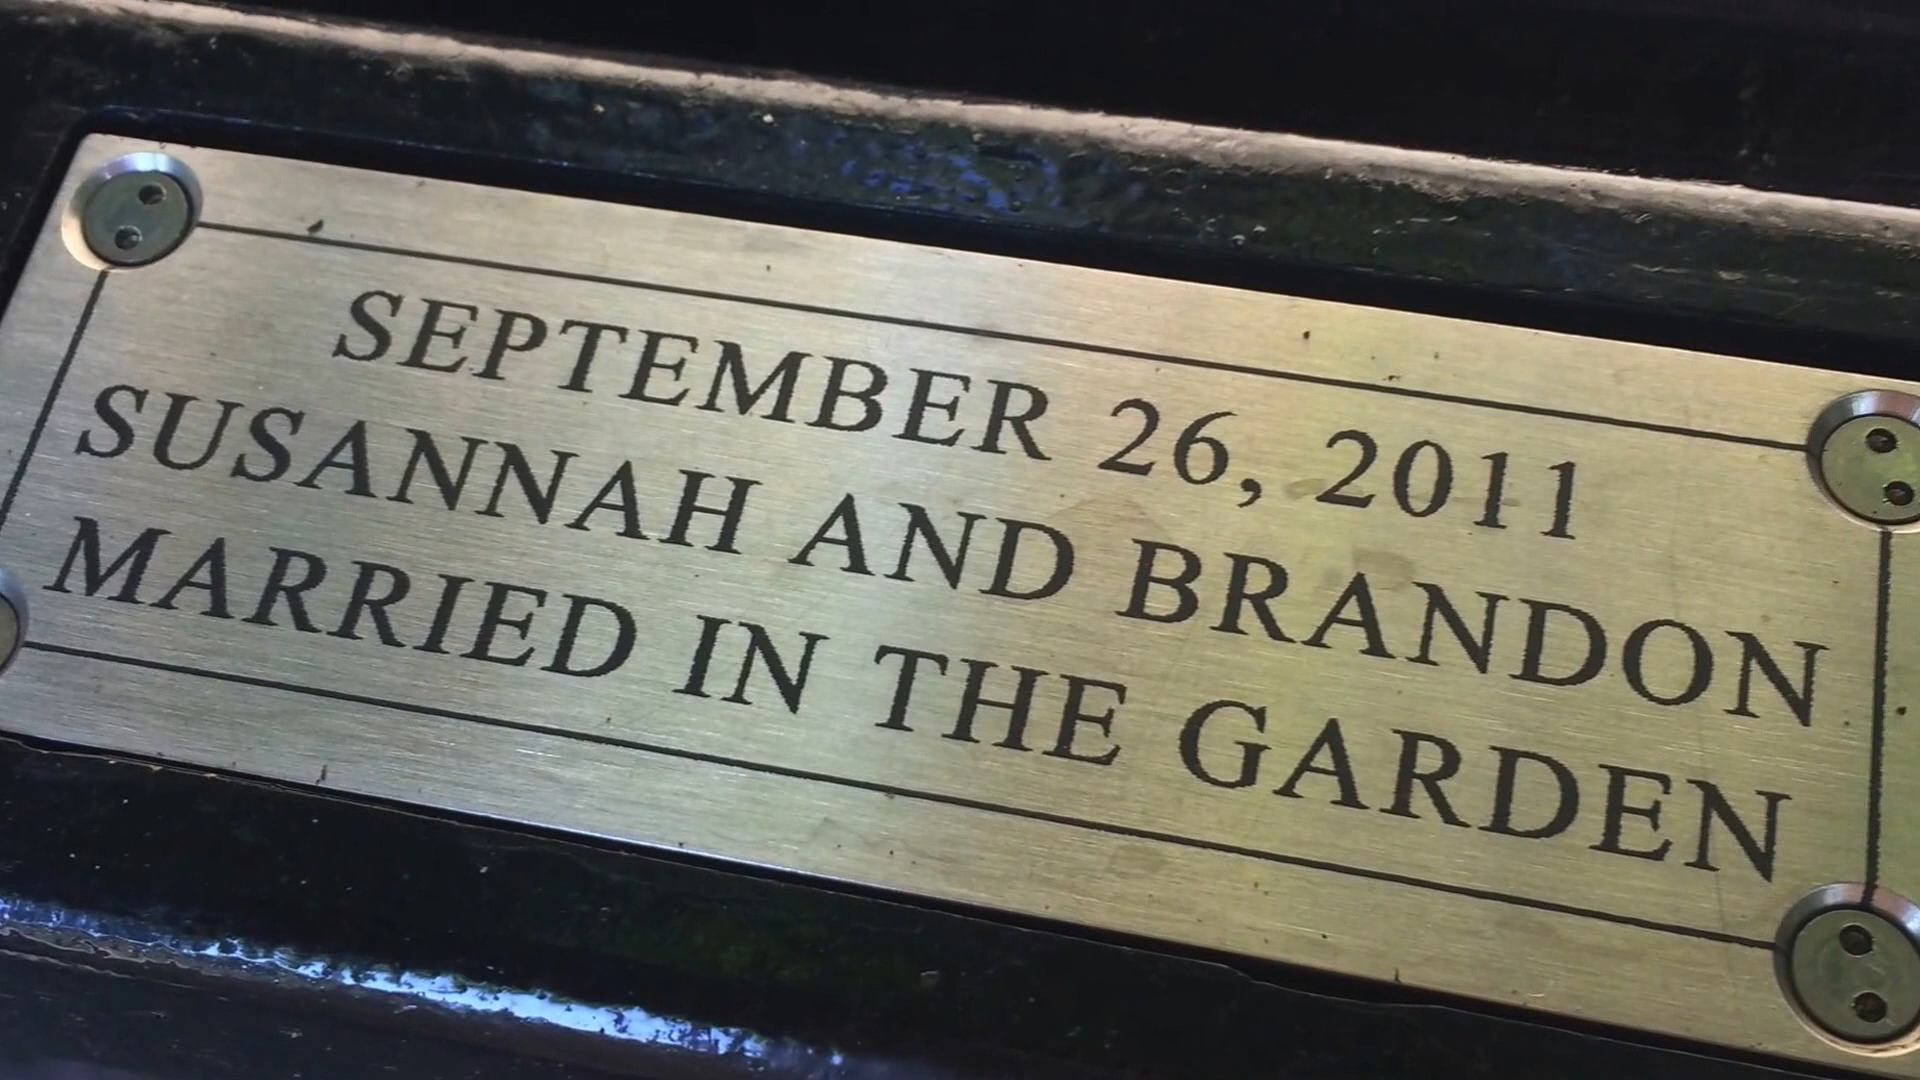 SEPTEMBER 26, 2011
SUSANNAH AND BRANDON
MARRIED IN THE GARDEN